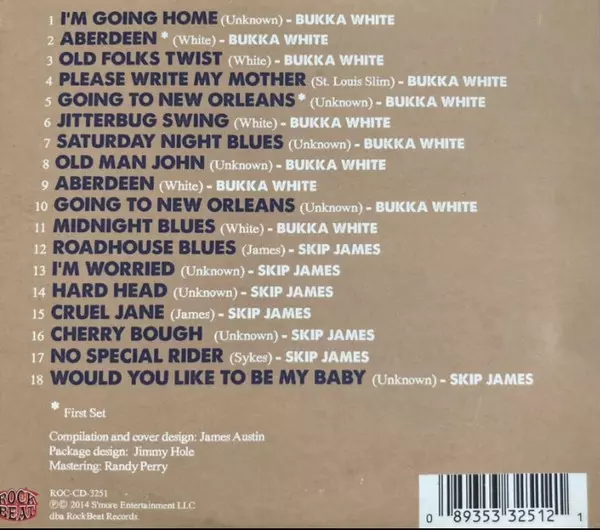 1 I'M GOING HOME (Unknown) - BUKKA WHITE
2 ABERDEEN * (White) - BUKKA WHITE
3 OLD FOLKS TWIST (White) - BUKKA WHITE
4 PLEASE WRITE MY MOTHER (St. Louis Slim) - BUKKA WHITE
5 GOING TO NEW ORLEANS * (Unknown) - BUKKA WHITE
6 JITTERBUG SWING (White) - BUKKA WHITE
7 SATURDAY NIGHT BLUES (Unknown) - BUKKA WHITE
8 OLD MAN JOHN (Unknown) - BUKKA WHITE
9 ABERDEEN (White) - BUKKA WHITE
10 GOING TO NEW ORLEANS (Unknown) - BUKKA WHITE
11 MIDNIGHT BLUES (White) - BUKKA WHITE
12 ROADHOUSE BLUES (James) - SKIP JAMES
13 I'M WORRIED (Unknown) - SKIP JAMES
14 HARD HEAD (Unknown) - SKIP JAMES
15 CRUEL JANE (James) - SKIP JAMES
16 CHERRY BOUGH (Unknown) - SKIP JAMES
17 NO SPECIAL RIDER (Sykes) - SKIP JAMES
18 WOULD YOU LIKE TO BE MY BABY (Unknown) - SKIP JAMES
* First Set
Compilation and cover design: James Austin
Package design: Jimmy Hole
Mastering: Randy Perry
ROCK
BEAT
ROC-CD-3251
℗© 2014 S'more Entertainment LLC
dba RockBeat Records.
0 89353 32512 1